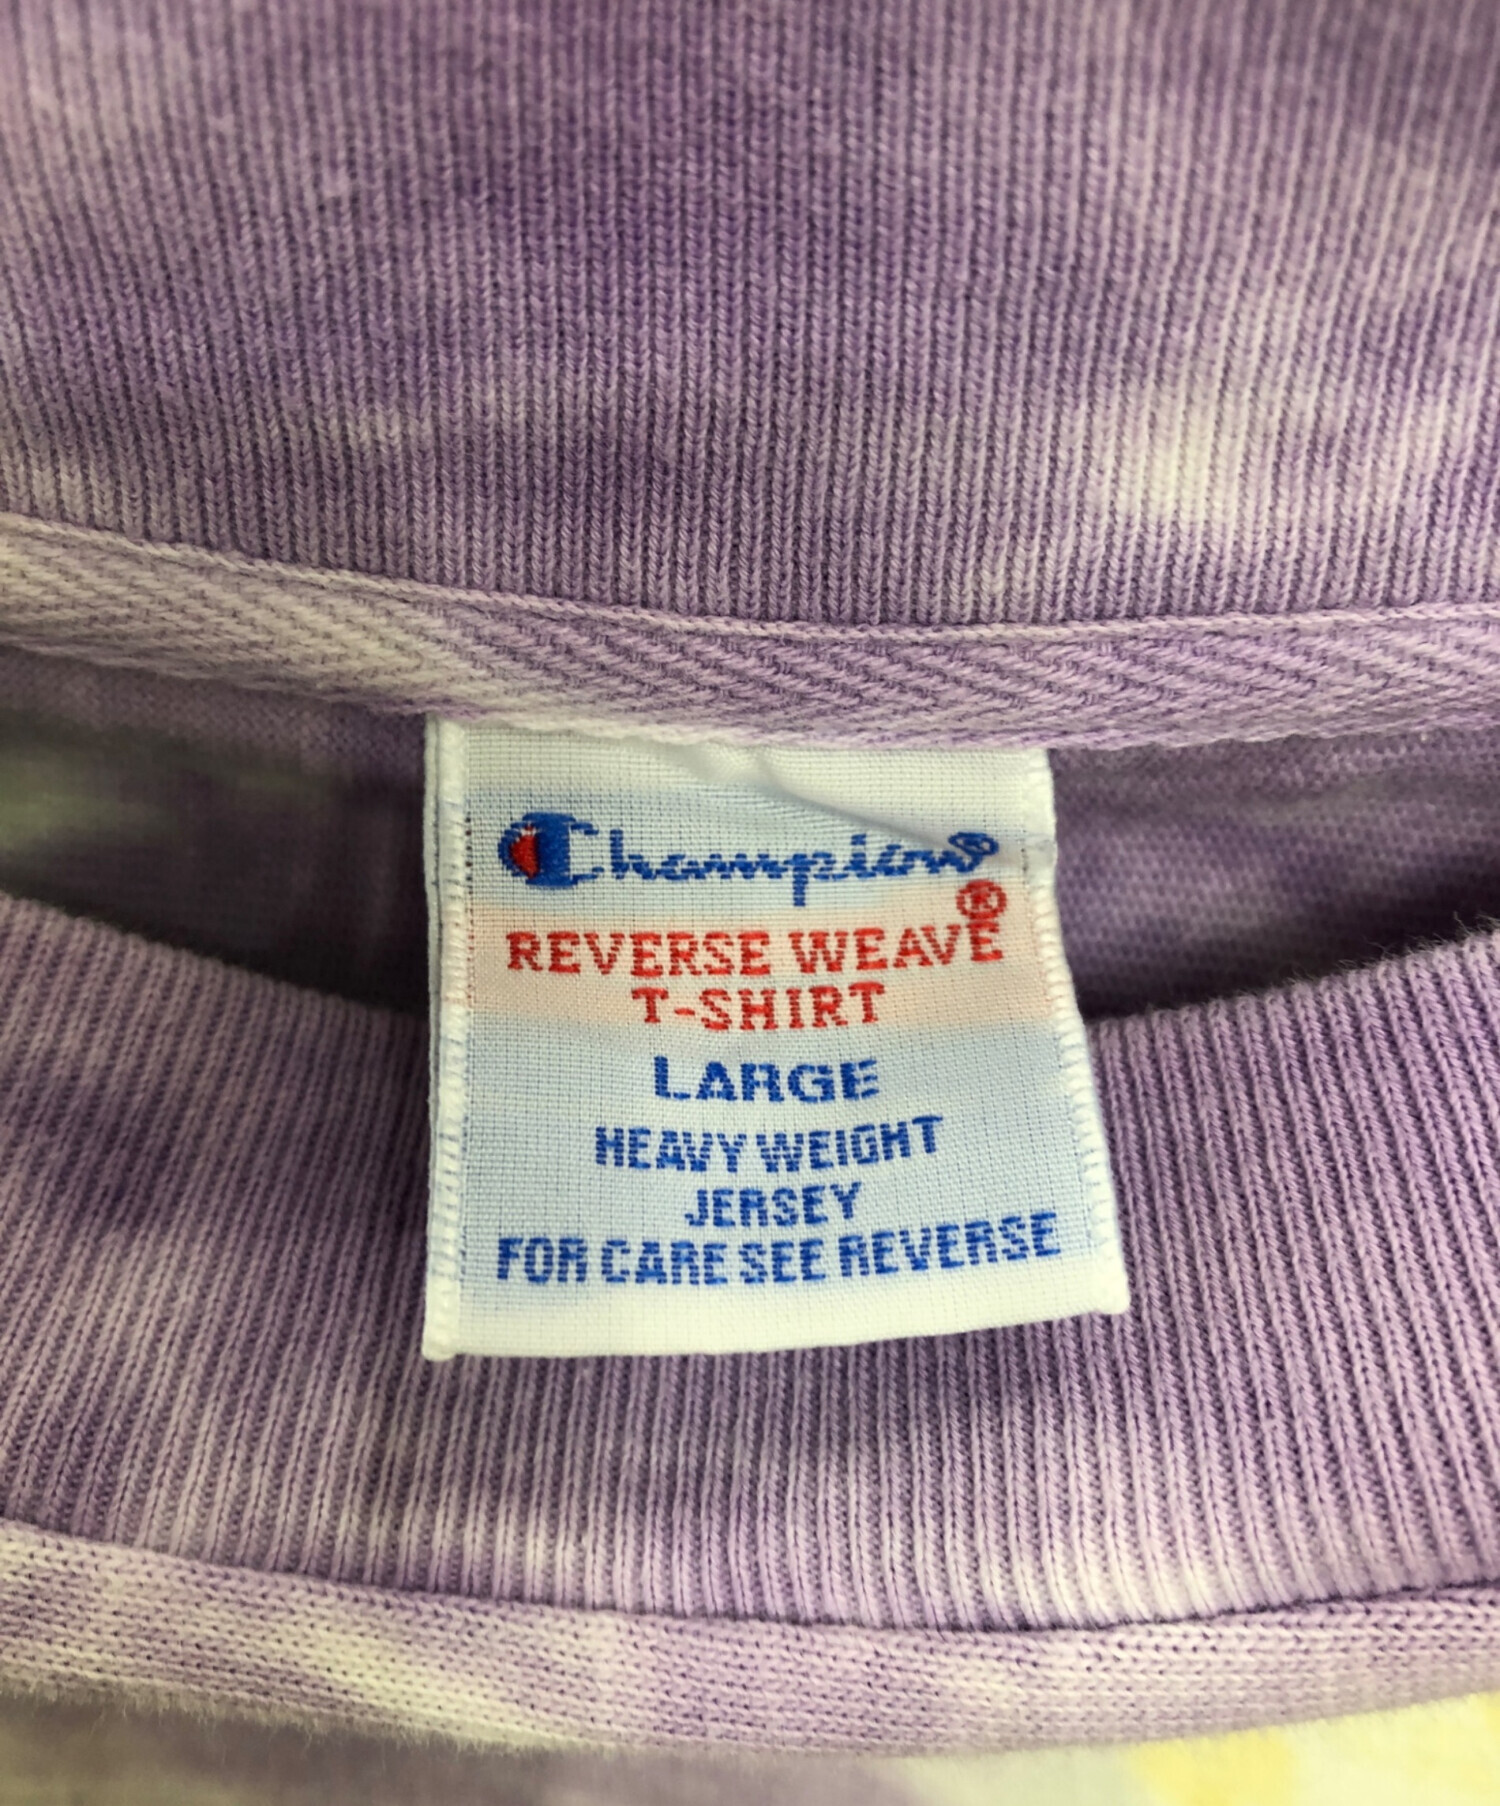 Champion®
REVERSE WEAVE®
T-SHIRT
LARGE
HEAVY WEIGHT
JERSEY
FOR CARE SEE REVERSE